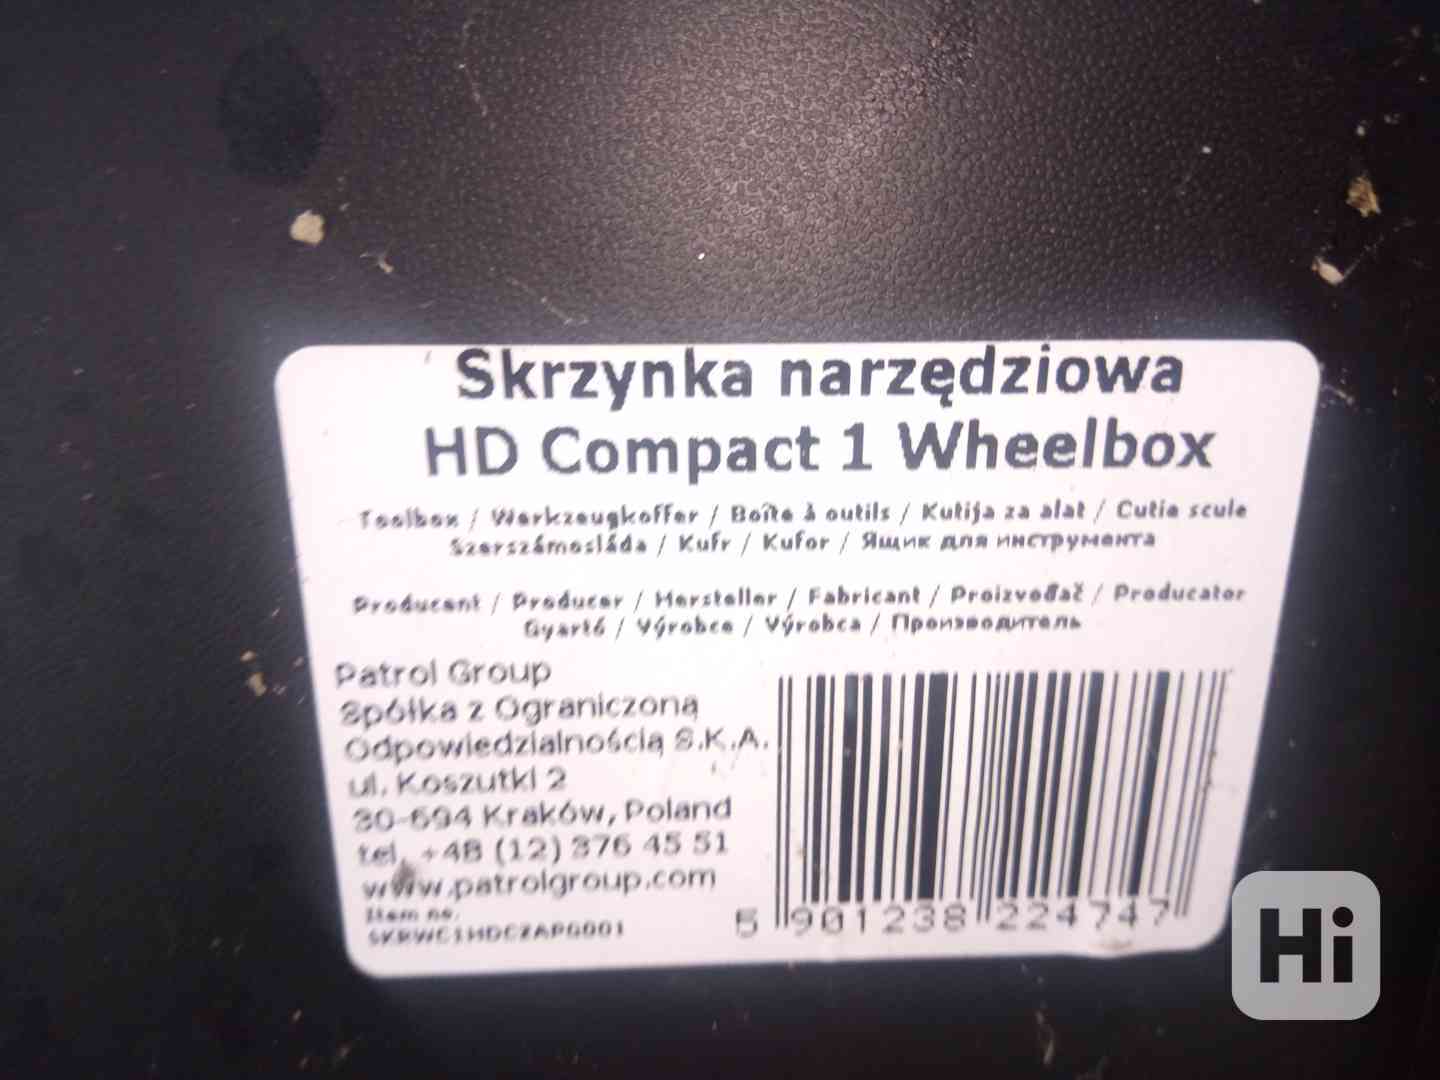 Skrzynka narzędziowa
HD Compact 1 Wheelbox
Toolbox / Werkzeugkoffer / Boîte à outils / Kutija za alat / Cutie scule
Szerszámosláda / Kufr / Kufor / Ящик для инструмента
Producent / Producer / Hersteller / Fabricant / Proizvođač / Producator
Gyártó / Výrobce / Výrobca / Производитель
Patrol Group
Spółka z Ograniczoną
Odpowiedzialnością S.K.A.
ul. Koszutki 2
30-694 Kraków, Poland
tel. +48 (12) 376 45 51
www.patrolgroup.com
Item no.
SKRWC1HDCZAPG001
5 901238 224747
Hi